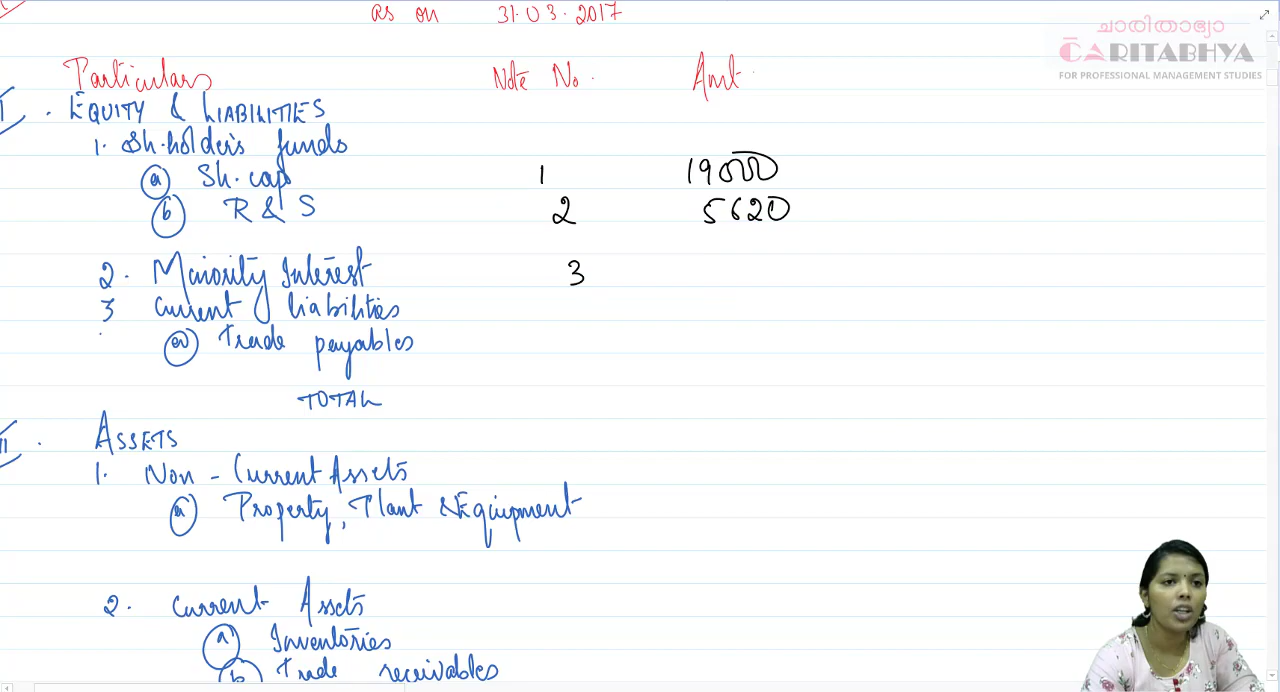 as on 31.03.2017
ചാരിതാഭ്യാ
CARITABHYA
FOR PROFESSIONAL MANAGEMENT STUDIES
Particulars Note No. Amt
I. EQUITY & LIABILITIES
1. Sh.holder's funds
(a) Sh.cap 1 19000
(b) R & S 2 5620
2. Minority Interest 3
3 Current liabilities
(a) Trade payables
TOTAL
II. ASSETS
1. Non-Current Assets
(a) Property, Plant & Equipment
2. Current Assets
(a) Inventories
(b) Trade receivables